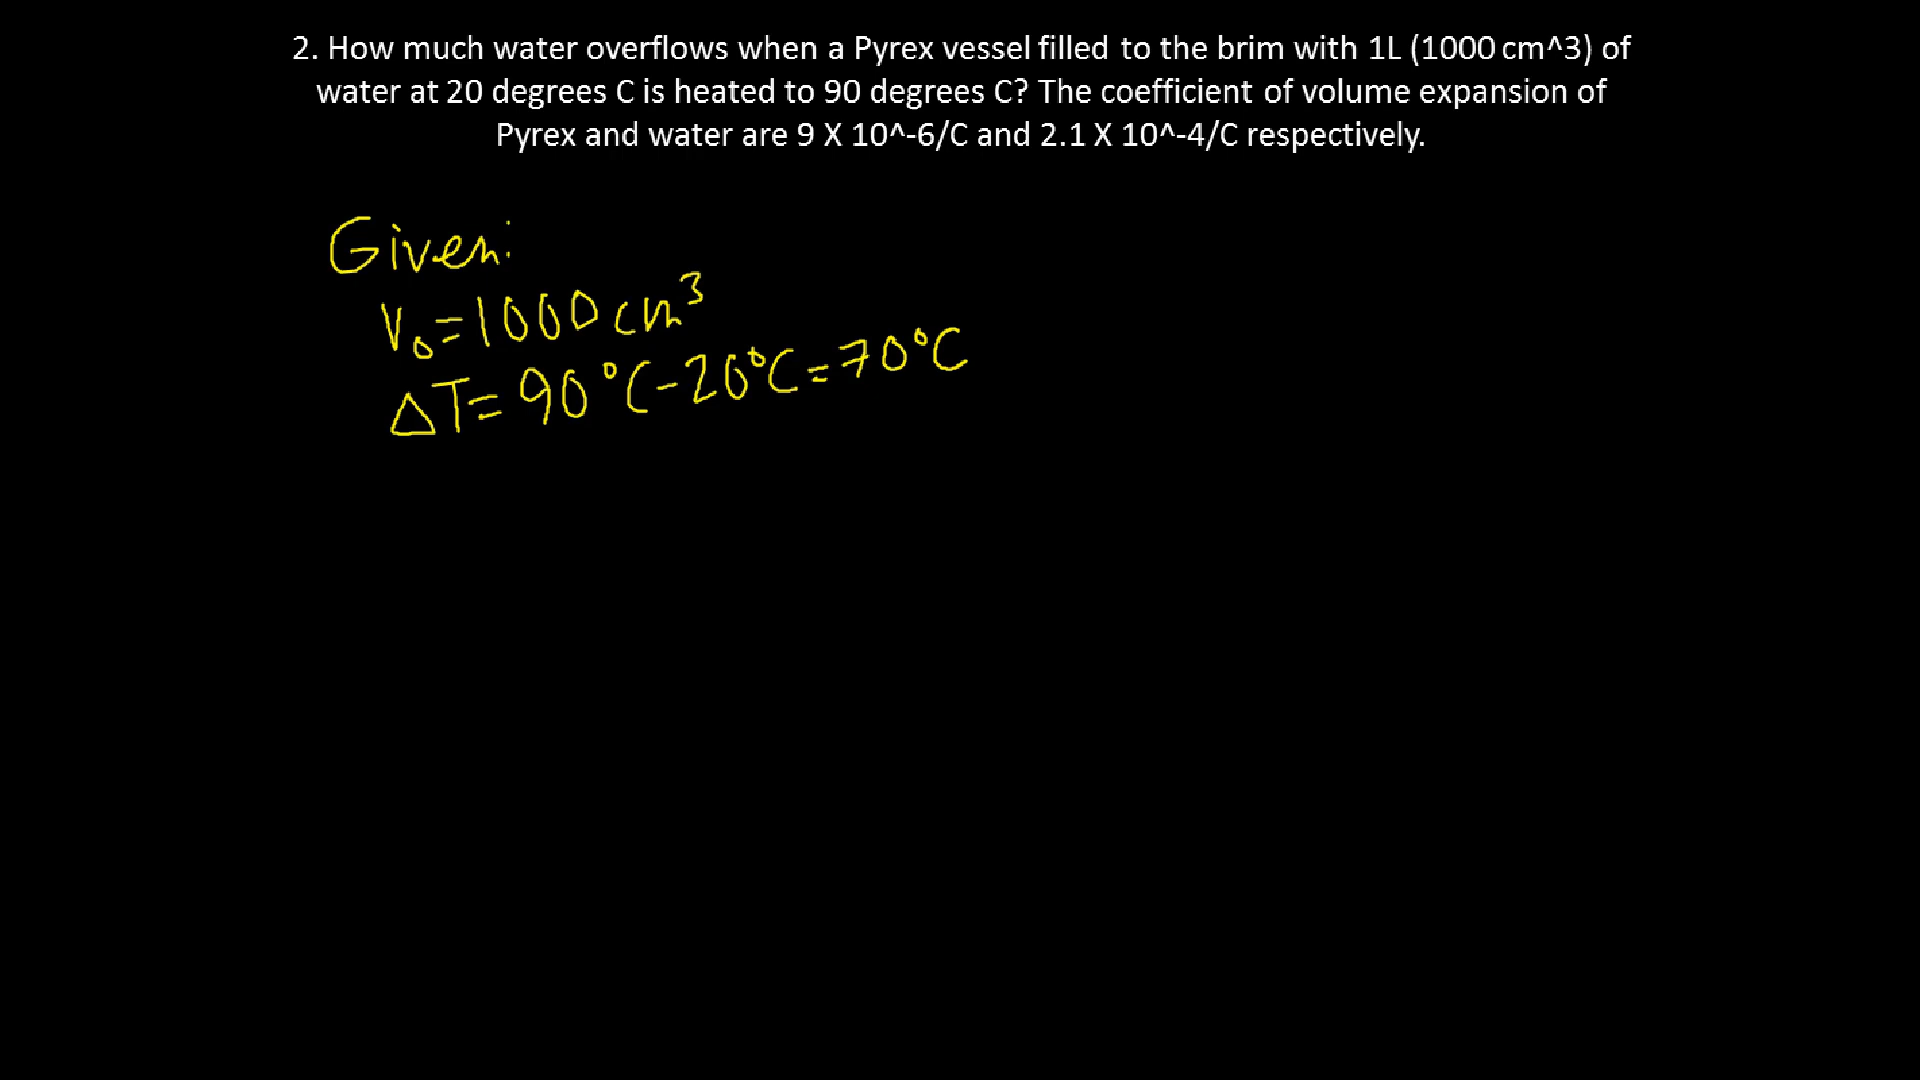 2. How much water overflows when a Pyrex vessel filled to the brim with 1L (1000 cm^3) of
water at 20 degrees C is heated to 90 degrees C? The coefficient of volume expansion of
Pyrex and water are 9 X 10^-6/C and 2.1 X 10^-4/C respectively.
Given:
V₀=1000 cm³
ΔT=90°C-20°C=70°C